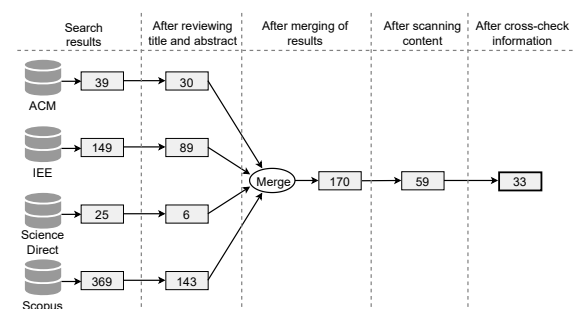 Search
results
After reviewing
title and abstract
After merging of
results
After scanning
content
After cross-check
information
39
30
ACM
149
89
IEE
Merge
170
59
33
25
6
Science
Direct
369
143
Scopus